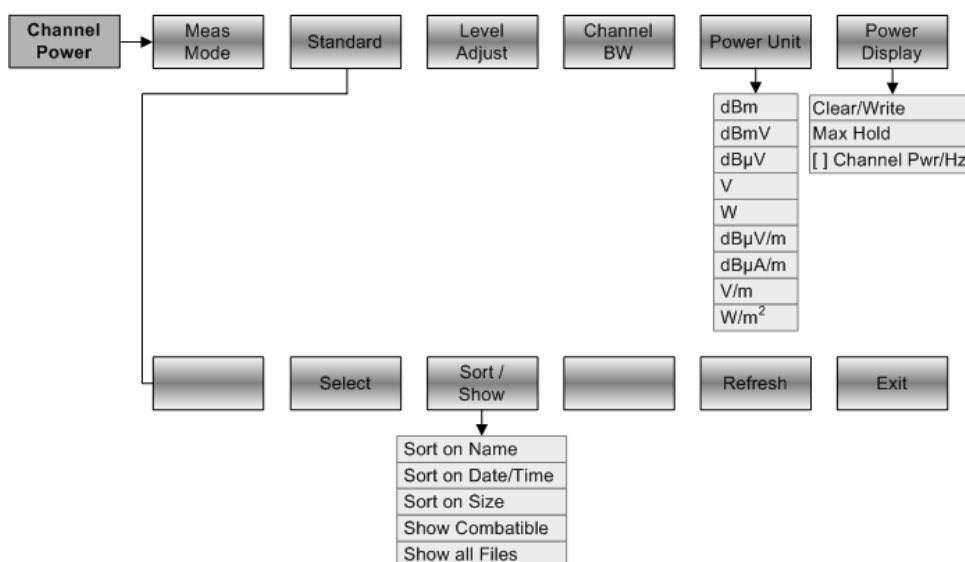 Channel
Power
Meas
Mode
Standard
Level
Adjust
Channel
BW
Power Unit
Power
Display
dBm
dBmV
dBµV
V
W
dBµV/m
dBµA/m
V/m
W/m²
Clear/Write
Max Hold
[ ] Channel Pwr/Hz
Select
Sort /
Show
Refresh
Exit
Sort on Name
Sort on Date/Time
Sort on Size
Show Combatible
Show all Files